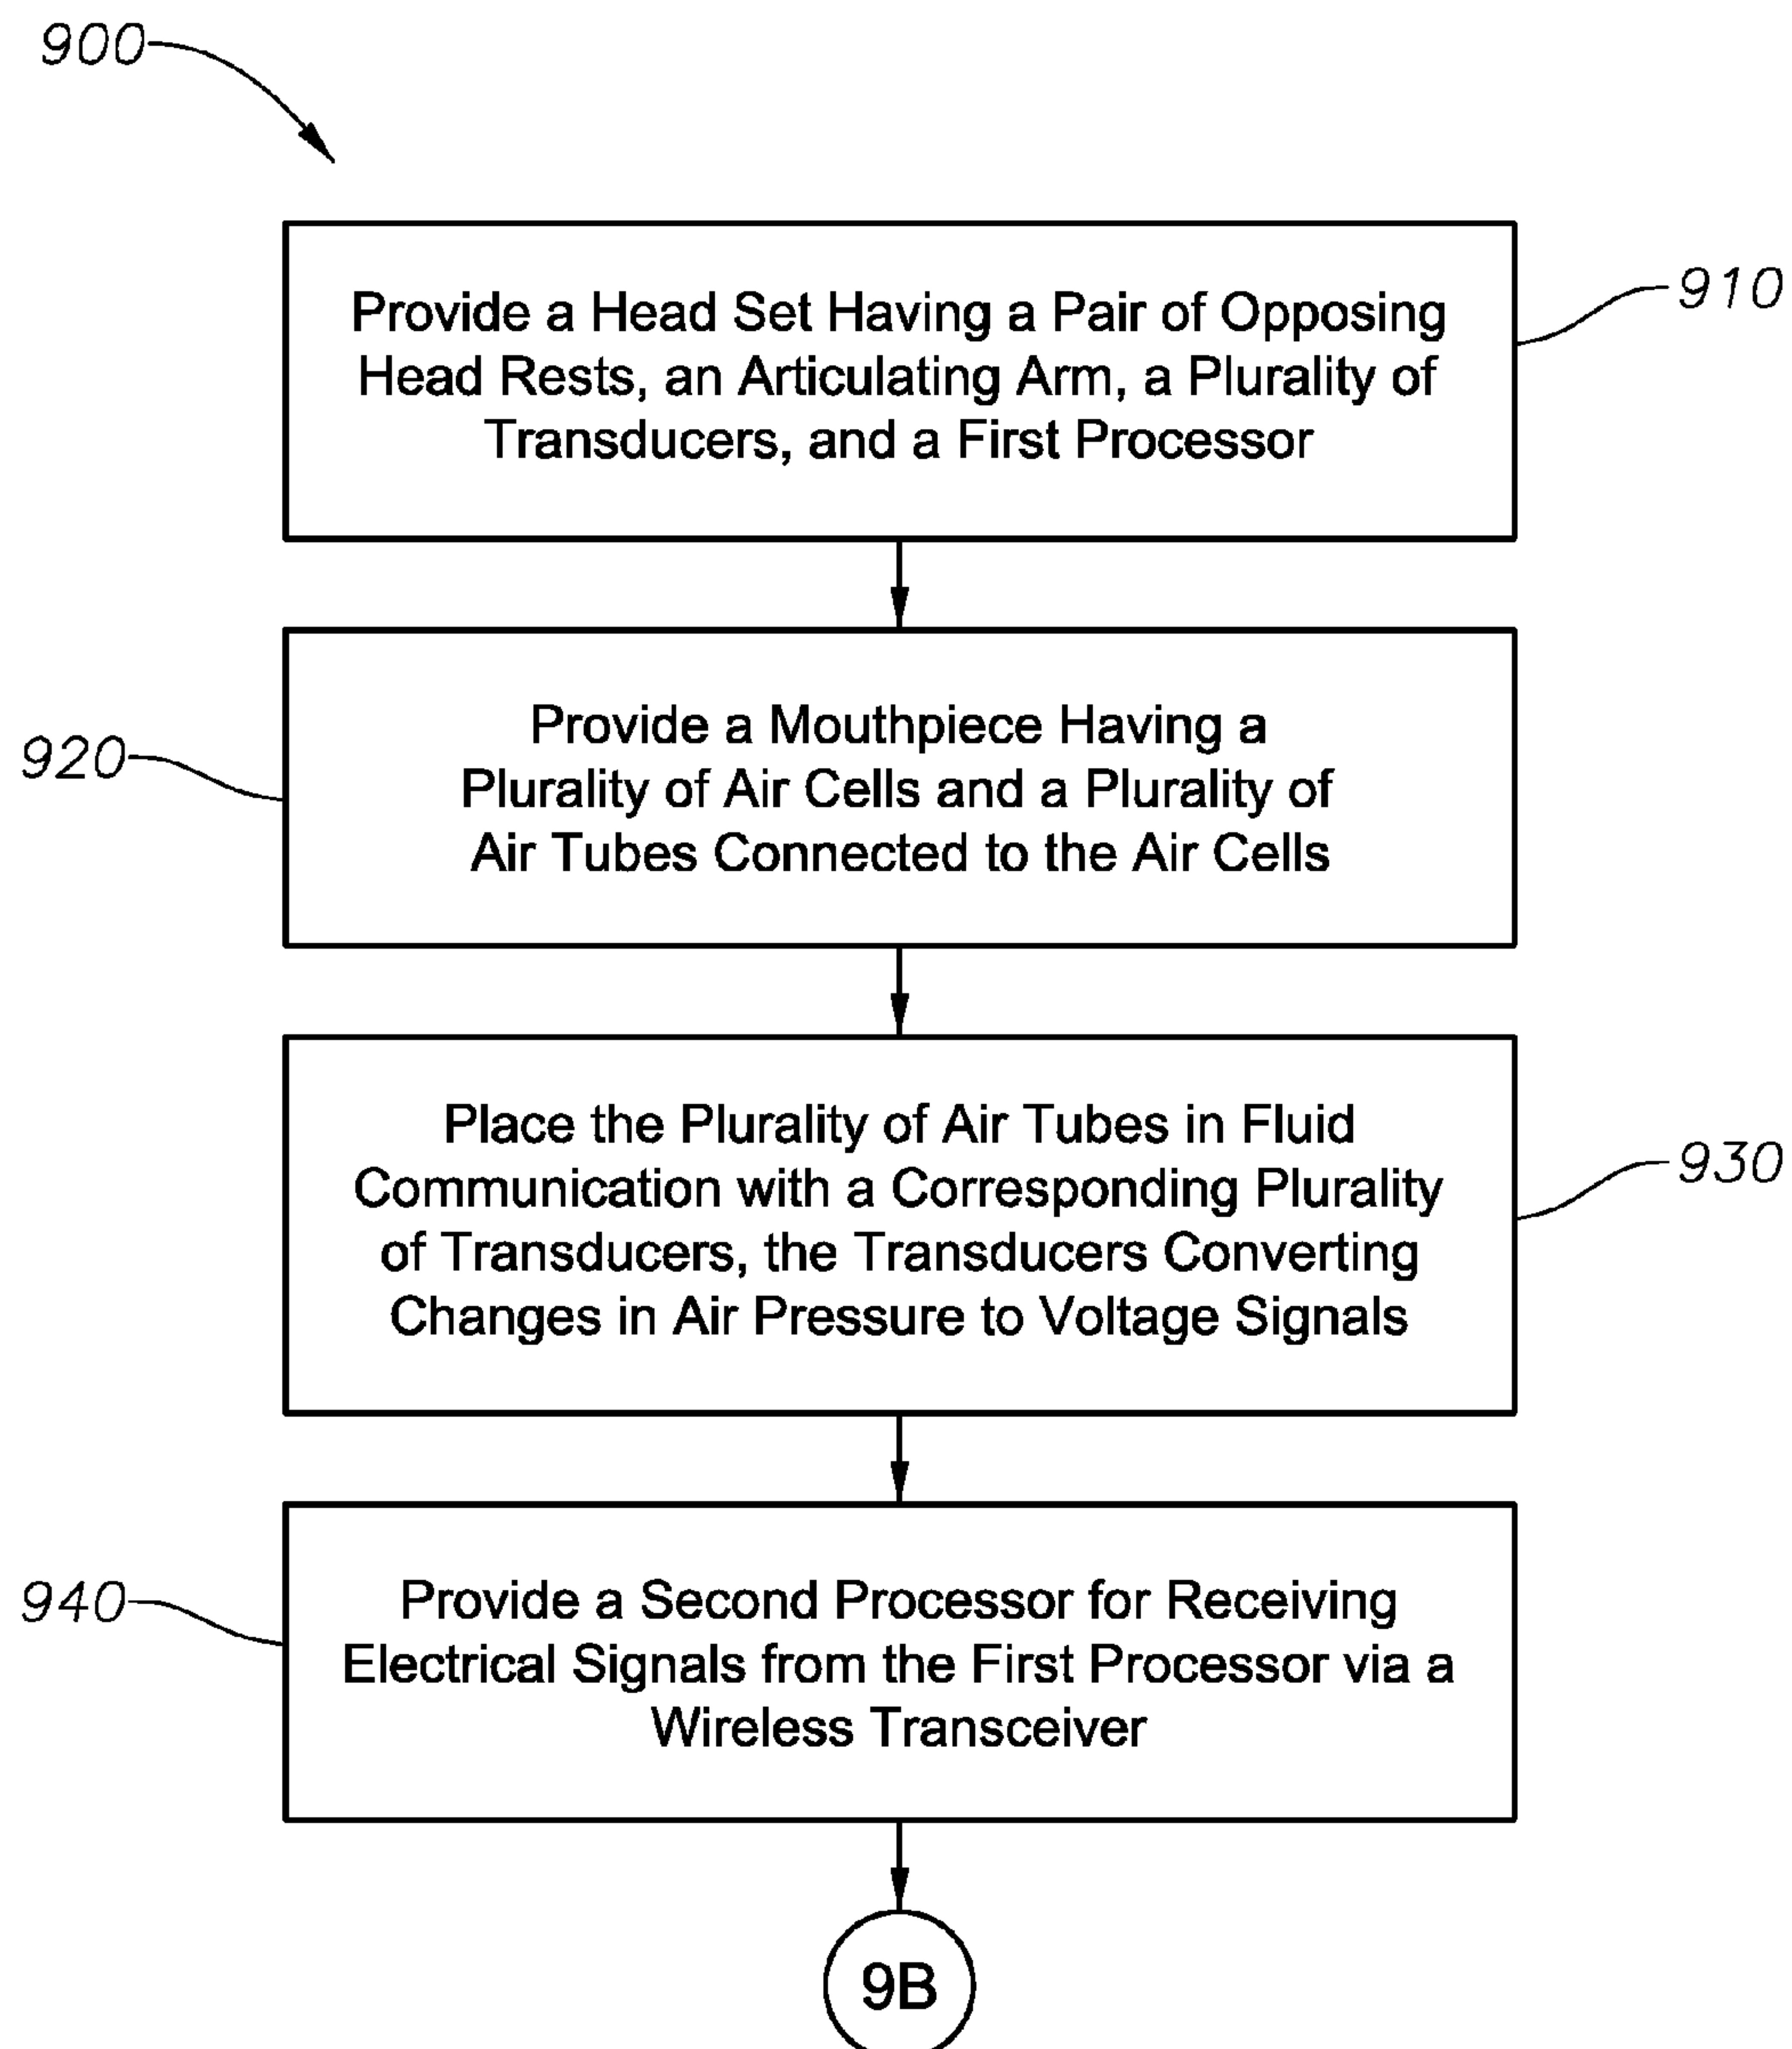 900
Provide a Head Set Having a Pair of Opposing
Head Rests, an Articulating Arm, a Plurality of
Transducers, and a First Processor
910
Provide a Mouthpiece Having a
Plurality of Air Cells and a Plurality of
Air Tubes Connected to the Air Cells
920
Place the Plurality of Air Tubes in Fluid
Communication with a Corresponding Plurality
of Transducers, the Transducers Converting
Changes in Air Pressure to Voltage Signals
930
Provide a Second Processor for Receiving
Electrical Signals from the First Processor via a
Wireless Transceiver
940
9B